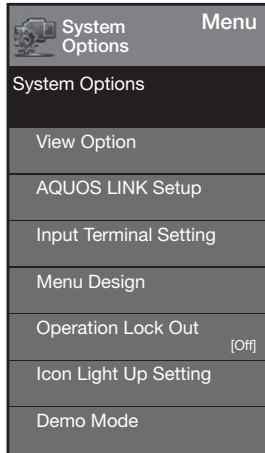 System Options
Menu
System Options
View Option
AQUOS LINK Setup
Input Terminal Setting
Menu Design
Operation Lock Out
[Off]
Icon Light Up Setting
Demo Mode